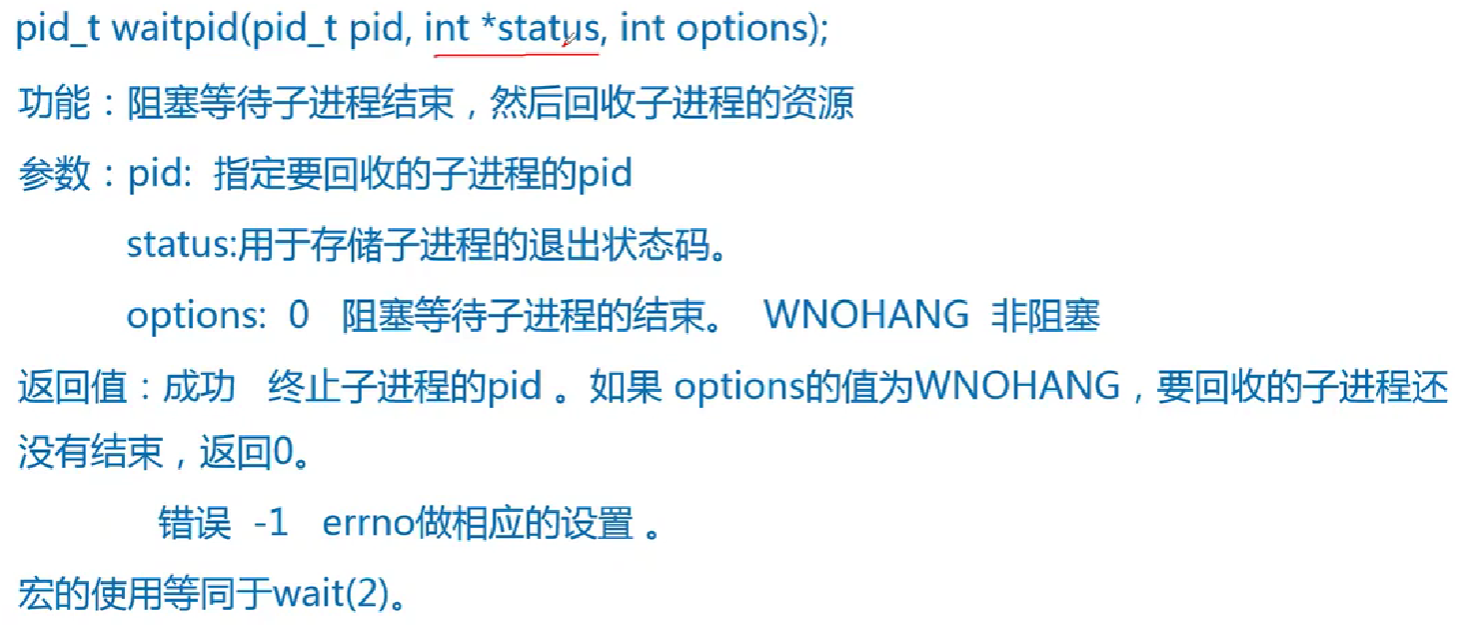 pid_t waitpid(pid_t pid, int *status, int options);
功能：阻塞等待子进程结束，然后回收子进程的资源
参数：pid: 指定要回收的子进程的pid
status:用于存储子进程的退出状态码。
options: 0 阻塞等待子进程的结束。 WNOHANG 非阻塞
返回值：成功 终止子进程的pid 。如果 options的值为WNOHANG，要回收的子进程还
没有结束，返回0。
错误 -1 errno做相应的设置 。
宏的使用等同于wait(2)。